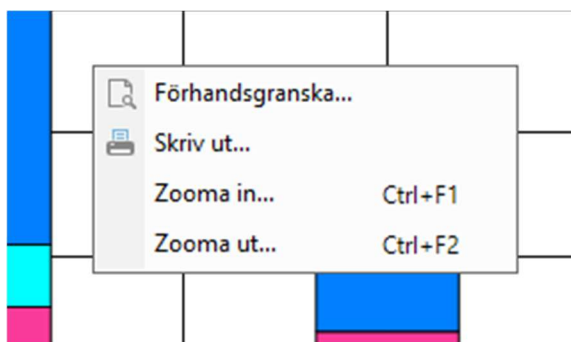 Förhandsgranska...
Skriv ut...
Zooma in... Ctrl+F1
Zooma ut... Ctrl+F2